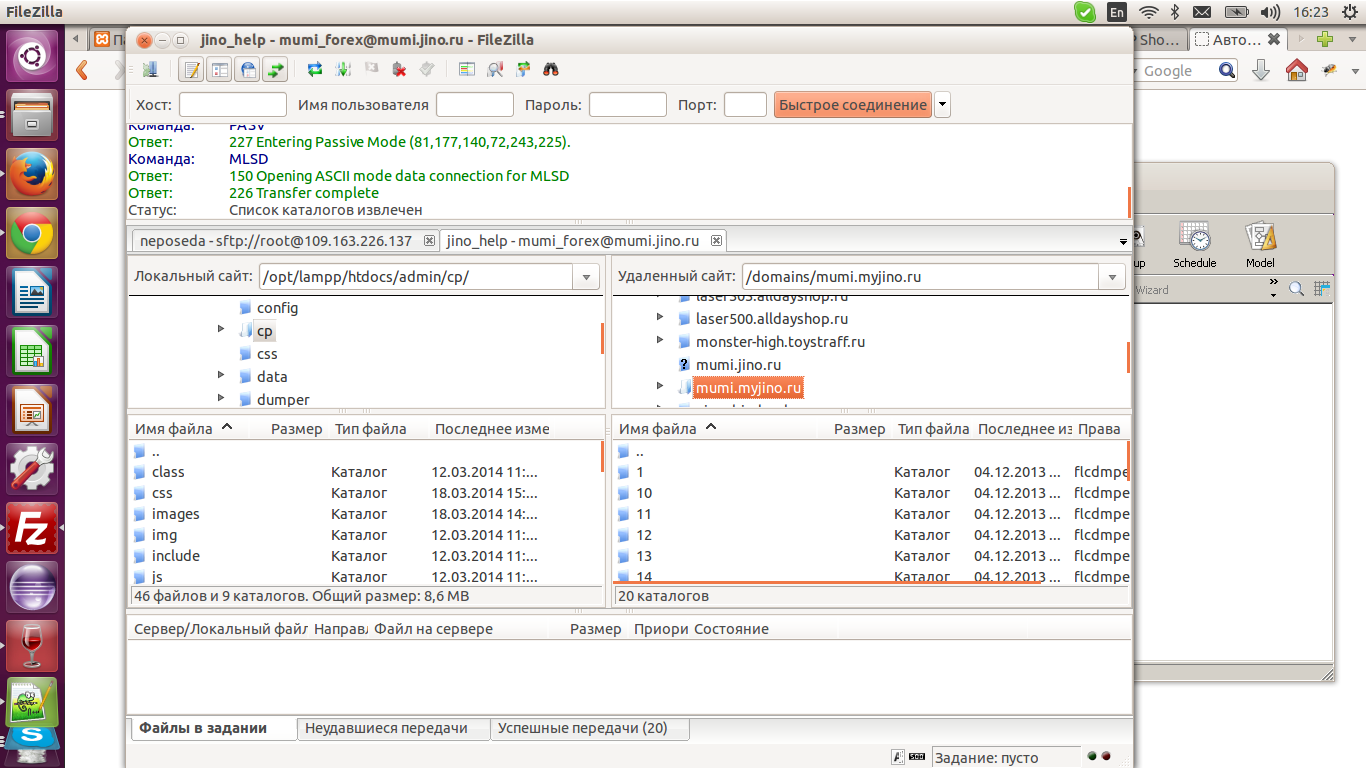 FileZilla
En
16:23
jino_help - mumi_forex@mumi.jino.ru - FileZilla
Sho...
Авто...
Google
Хост:
Имя пользователя
Пароль:
Порт:
Быстрое соединение
Команда: PASV
Ответ: 227 Entering Passive Mode (81,177,140,72,243,225).
Команда: MLSD
Ответ: 150 Opening ASCII mode data connection for MLSD
Ответ: 226 Transfer complete
Статус: Список каталогов извлечен
neposeda - sftp://root@109.163.226.137
jino_help - mumi_forex@mumi.jino.ru
up
Schedule
Model
Wizard
Локальный сайт: /opt/lampp/htdocs/admin/cp/
config
cp
css
data
dumper
Удаленный сайт: /domains/mumi.myjino.ru
laser303.alldayshop.ru
laser500.alldayshop.ru
monster-high.toystraff.ru
mumi.jino.ru
mumi.myjino.ru
Имя файла Размер Тип файла Последнее изме
..
class Каталог 12.03.2014 11:...
css Каталог 18.03.2014 15:...
images Каталог 18.03.2014 14:...
img Каталог 12.03.2014 11:...
include Каталог 12.03.2014 11:...
js Каталог 12.03.2014 11:...
46 файлов и 9 каталогов. Общий размер: 8,6 MB
Имя файла Размер Тип файла Последнее из Права
..
1 Каталог 04.12.2013 ... flcdmpe
10 Каталог 04.12.2013 ... flcdmpe
11 Каталог 04.12.2013 ... flcdmpe
12 Каталог 04.12.2013 ... flcdmpe
13 Каталог 04.12.2013 ... flcdmpe
14 Каталог 04.12.2013 ... flcdmpe
20 каталогов
Сервер/Локальный файл Направл Файл на сервере Размер Приори Состояние
Файлы в задании
Неудавшиеся передачи
Успешные передачи (20)
Задание: пусто